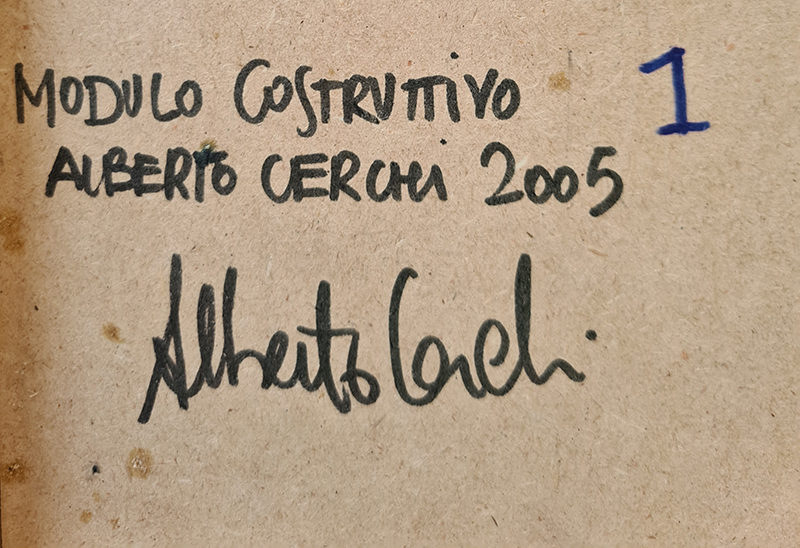 MODULO COSTRUTTIVO 1
ALBERTO CERCHI 2005
Alberto Cerchi